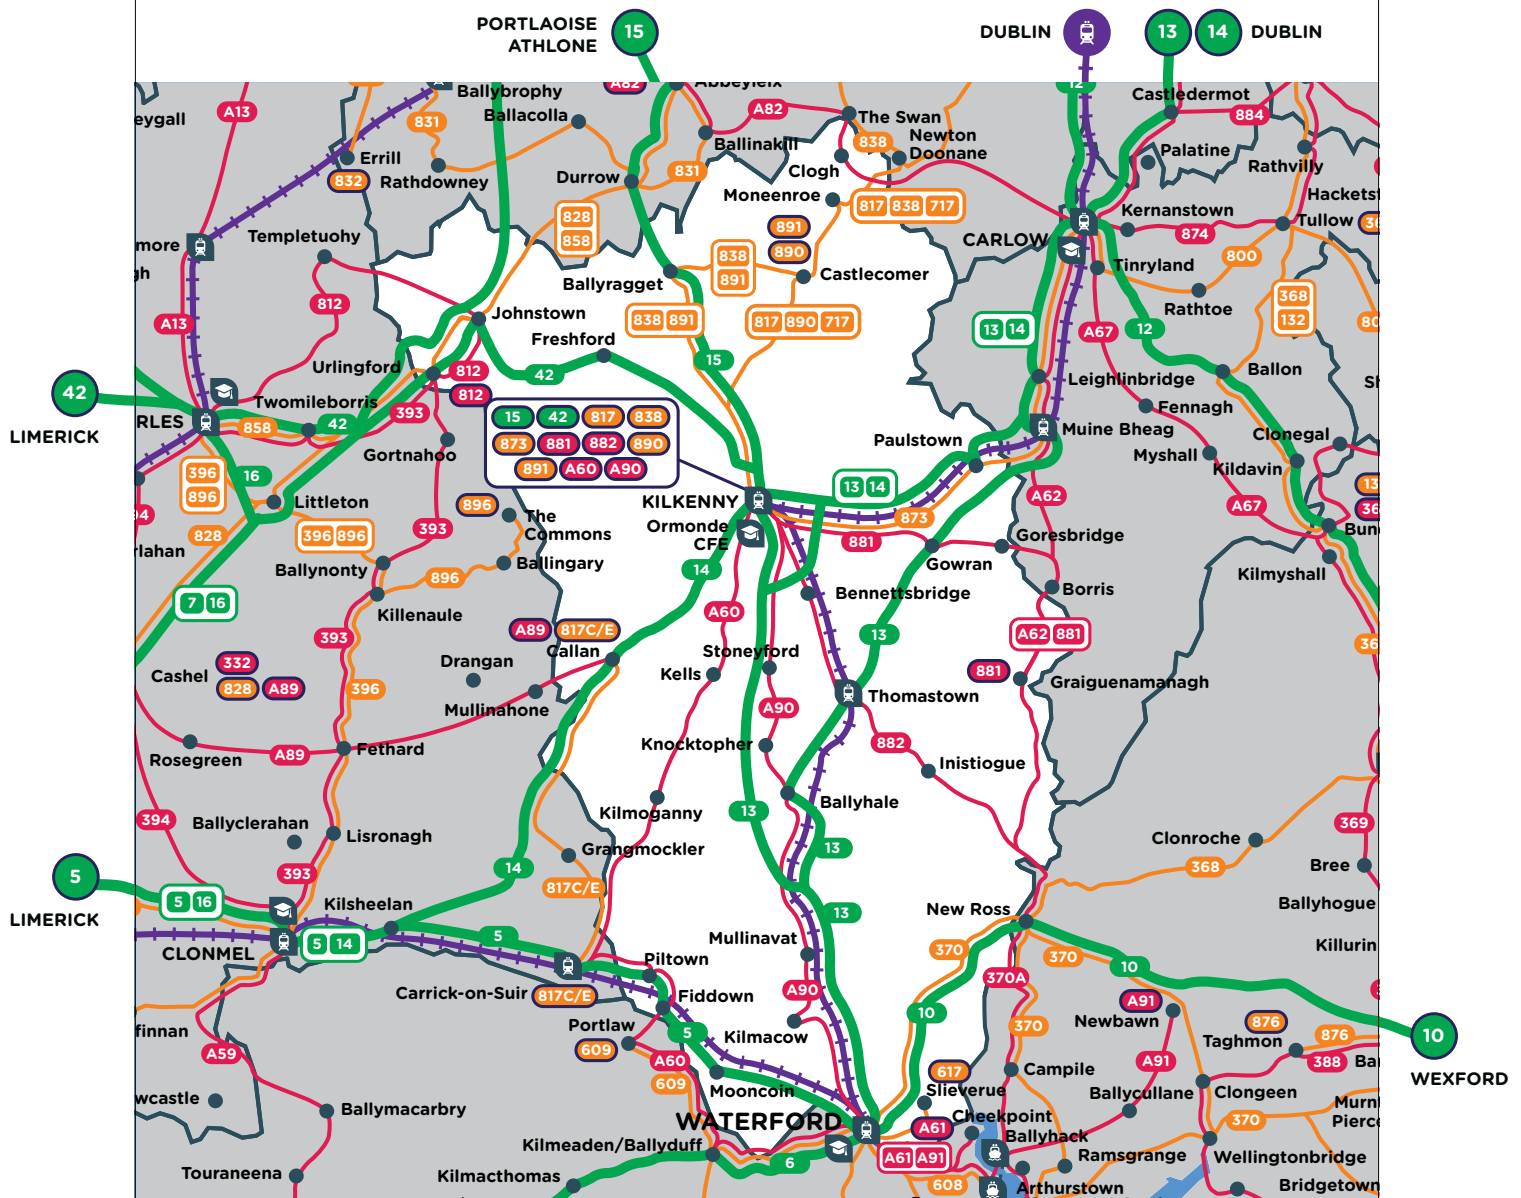 PORTLAOISE
ATHLONE
15
DUBLIN
13
14
DUBLIN
Ballybrophy
A82
Abbeyleix
12
Castledermot
eygall
A13
831
Ballacolla
A82
The Swan
838
Newton
Doonane
884
Palatine
Rathvilly
Errill
832
Rathdowney
Ballinakill
Durrow
831
Clogh
Moneenroe
817 838 717
Hacketst
Kernanstown
874
Tullow
more
gh
Templetuohy
828
858
891
890
CARLOW
838
891
Castlecomer
Ballyragget
Tinryland
800
Rathtoe
368
132
812
A13
Johnstown
838 891
817 890 717
13 14
A67
12
Freshford
Urlingford
812
42
15
Leighlinbridge
Ballon
812
42
LIMERICK
Twomileborris
RLES
858
42
393
15 42 817 838
873 881 882 890
891 A60 A90
Fennagh
Paulstown
Muine Bheag
Clonegal
Myshall
Kildavin
Gortnahoo
396
896
16
Littleton
896
The
Commons
KILKENNY
Ormonde
CFE
13 14
873
881
A62
A67
Goresbridge
828
396 896
393
Ballynonty
896
Ballingary
Gowran
Kilmyshall
rlahan
7 16
Killenaule
14
Bennettsbridge
Borris
A60
13
393
A89 817C/E
Callan
A62 881
Cashel
332
828 A89
Drangan
Stoneyford
Kells
881
Graiguenamanagh
396
Mullinahone
Thomastown
A90
882
Rosegreen
A89
Fethard
Knocktopher
Inistiogue
394
Ballyclerahan
Lisronagh
Kilmoganny
13
Ballyhale
369
Clonroche
Grangmockler
13
368
Bree
5
LIMERICK
393
14
817C/E
5 16
Kilsheelan
13
New Ross
Ballyhogue
CLONMEL
5 14
5
Mullinavat
370
370
10
Killurin
Piltown
370A
Carrick-on-Suir
817C/E
Fiddown
A90
A91
Newbawn
finnan
Portlaw
609
5
Kilmacow
10
370
876
Taghmon
876
10
WEXFORD
A59
A60
609
Mooncoin
617
Slieverue
Campile
A91
388
Clongeen
wcastle
Ballymacarbry
WATERFORD
A61
Cheekpoint
Ballycullane
370
Kilmeaden/Ballyduff
Ballyhack
Touraneena
Kilmacthomas
6
A61 A91
608
Ramsgrange
Arthurstown
Wellingtonbridge
Bridgetown